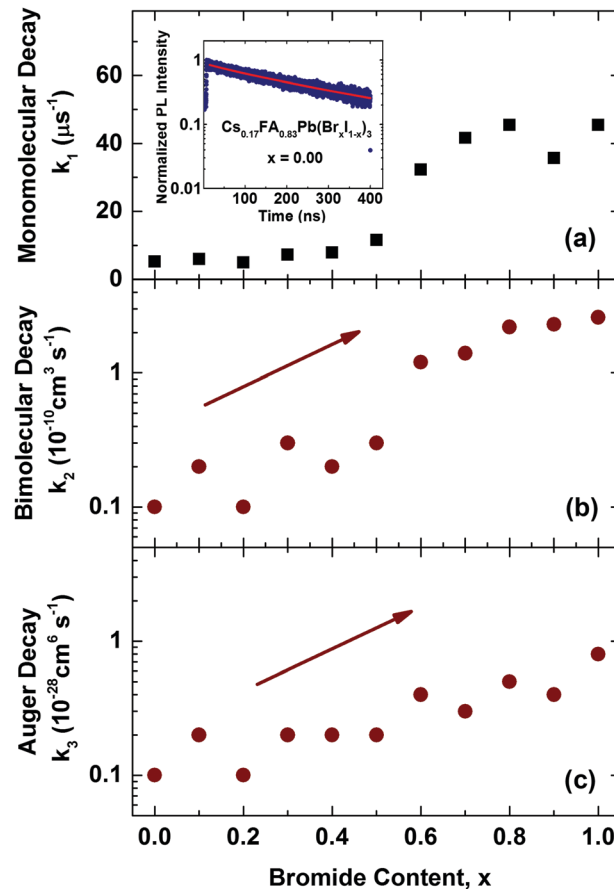 Monomolecular Decay
k₁ (μs⁻¹)
60
40
20
0
Normalized PL Intensity
1
0.1
0.01
Cs₀.₁₇FA₀.₈₃Pb(BrₓI₁₋ₓ)₃
x = 0.00
100 200 300 400
Time (ns)
(a)
Bimolecular Decay
k₂ (10⁻¹⁰cm³ s⁻¹)
1
0.1
(b)
Auger Decay
k₃ (10⁻²⁸cm⁶ s⁻¹)
1
0.1
(c)
0.0 0.2 0.4 0.6 0.8 1.0
Bromide Content, x